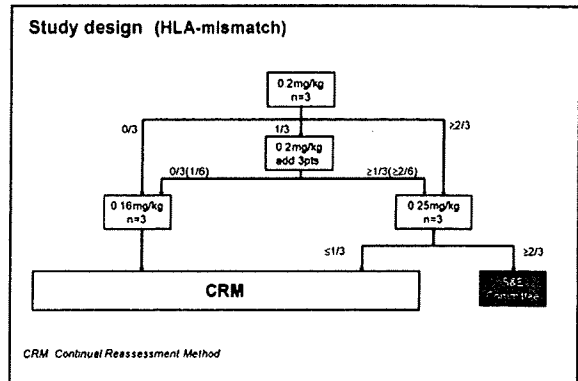 Study design (HLA-mismatch)
0.2mg/kg
n=3
0/3
1/3
≥2/3
0.2mg/kg
add 3pts
0/3(1/6)
≥1/3(≥2/6)
0.16mg/kg
n=3
0.25mg/kg
n=3
≤1/3
≥2/3
CRM
S&E
Committee
CRM Continual Reassessment Method